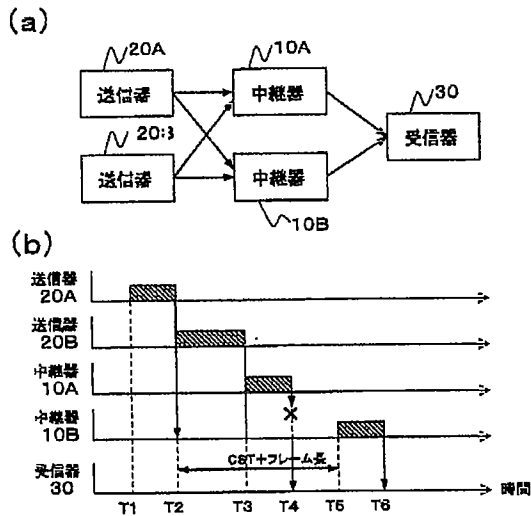 (a)
20A
10A
送信器
中継器
30
20B
受信器
送信器
中継器
10B
(b)
送信器
20A
送信器
20B
中継器
10A
中継器
10B
C&T+フレーム長
受信器
30
時間
T1 T2 T3 T4 T5 T6